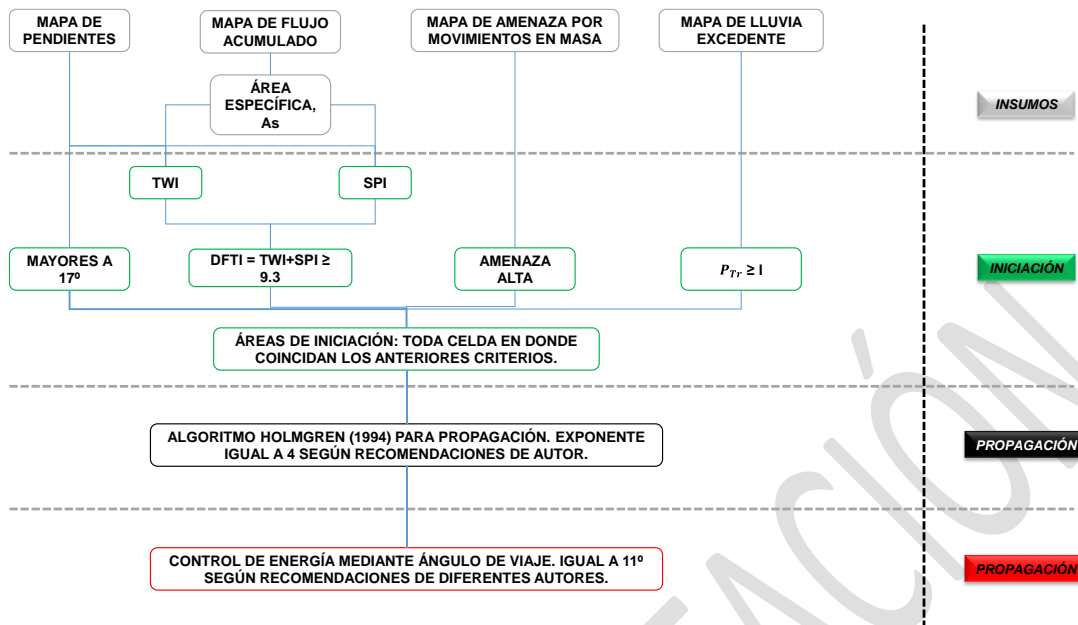 MAPA DE
PENDIENTES
MAPA DE FLUJO
ACUMULADO
MAPA DE AMENAZA POR
MOVIMIENTOS EN MASA
MAPA DE LLUVIA
EXCEDENTE
ÁREA
ESPECÍFICA,
As
INSUMOS
TWI
SPI
MAYORES A
17º
DFTI = TWI+SPI ≥
9.3
AMENAZA
ALTA
P_Tr ≥ I
INICIACIÓN
ÁREAS DE INICIACIÓN: TODA CELDA EN DONDE
COINCIDAN LOS ANTERIORES CRITERIOS.
ALGORITMO HOLMGREN (1994) PARA PROPAGACIÓN. EXPONENTE
IGUAL A 4 SEGÚN RECOMENDACIONES DE AUTOR.
PROPAGACIÓN
CONTROL DE ENERGÍA MEDIANTE ÁNGULO DE VIAJE. IGUAL A 11º
SEGÚN RECOMENDACIONES DE DIFERENTES AUTORES.
PROPAGACIÓN
TACIÓN